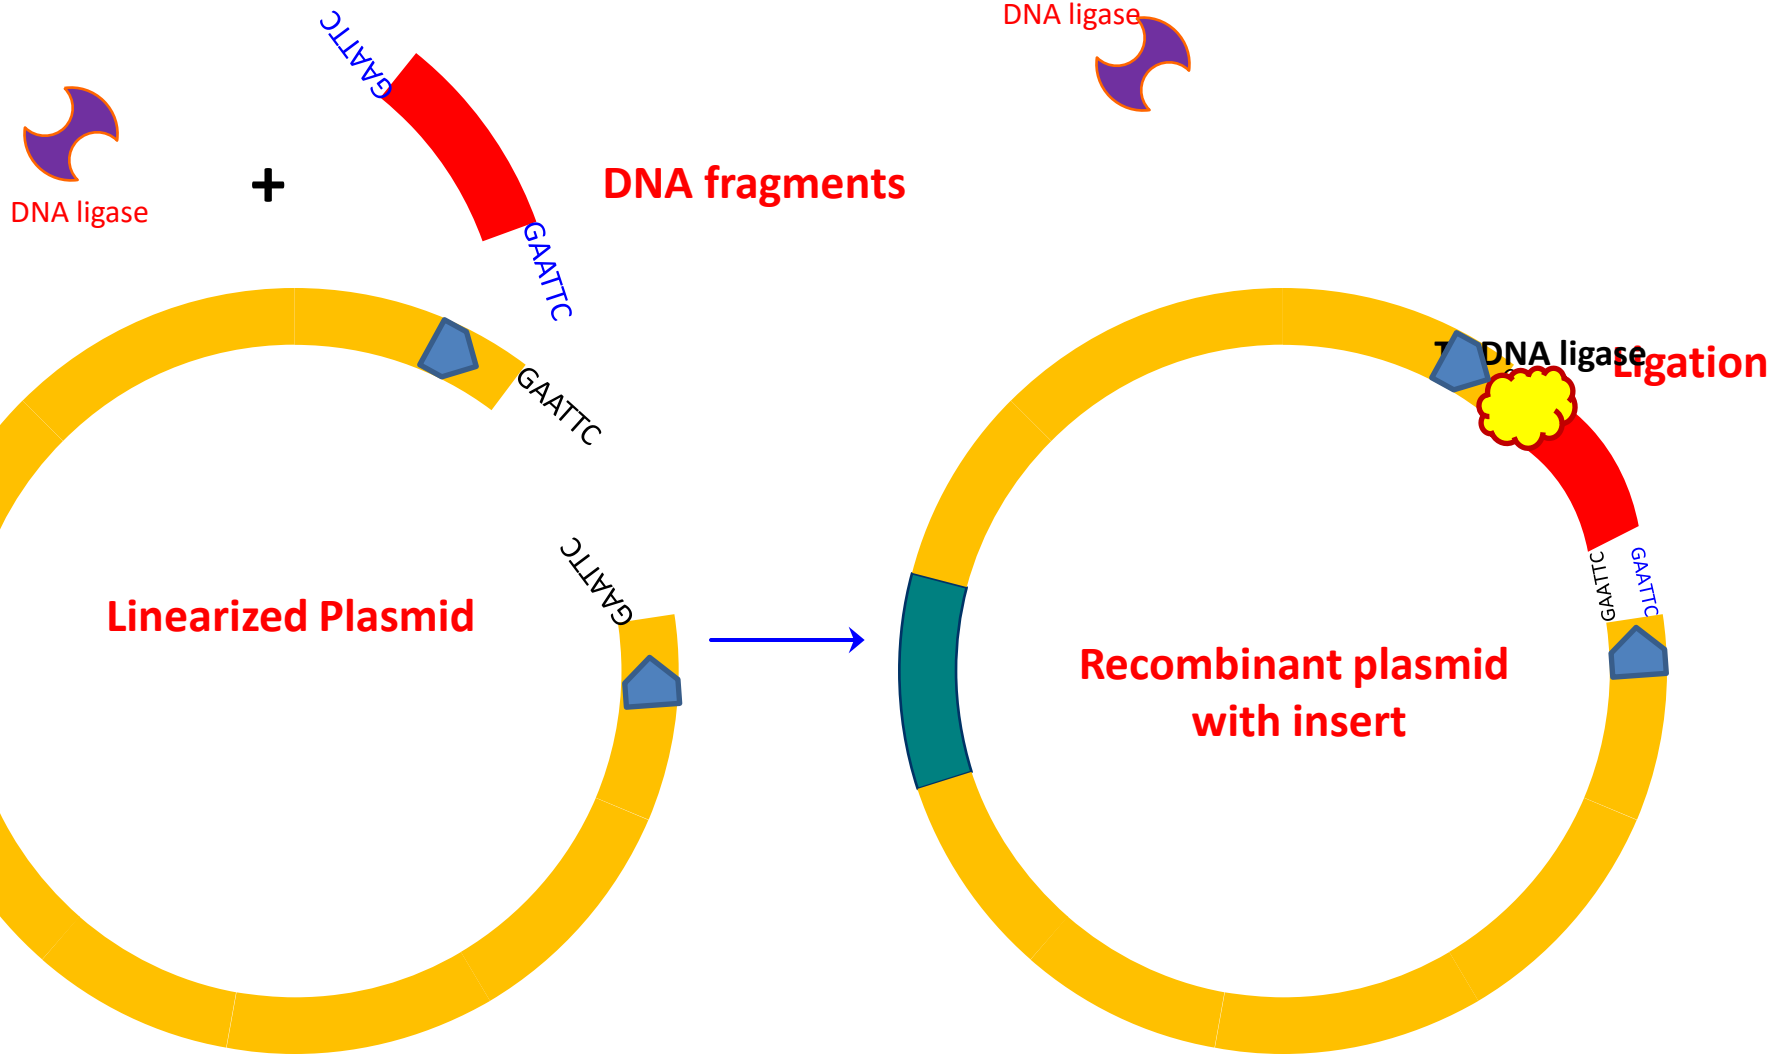 DNA ligase
GAATTC
DNA ligase
DNA fragments
GAATTC
GAATTC
GAATTC
Linearized Plasmid
DNA ligase
Ligation
GAATTC
GAATTC
Recombinant plasmid
with insert